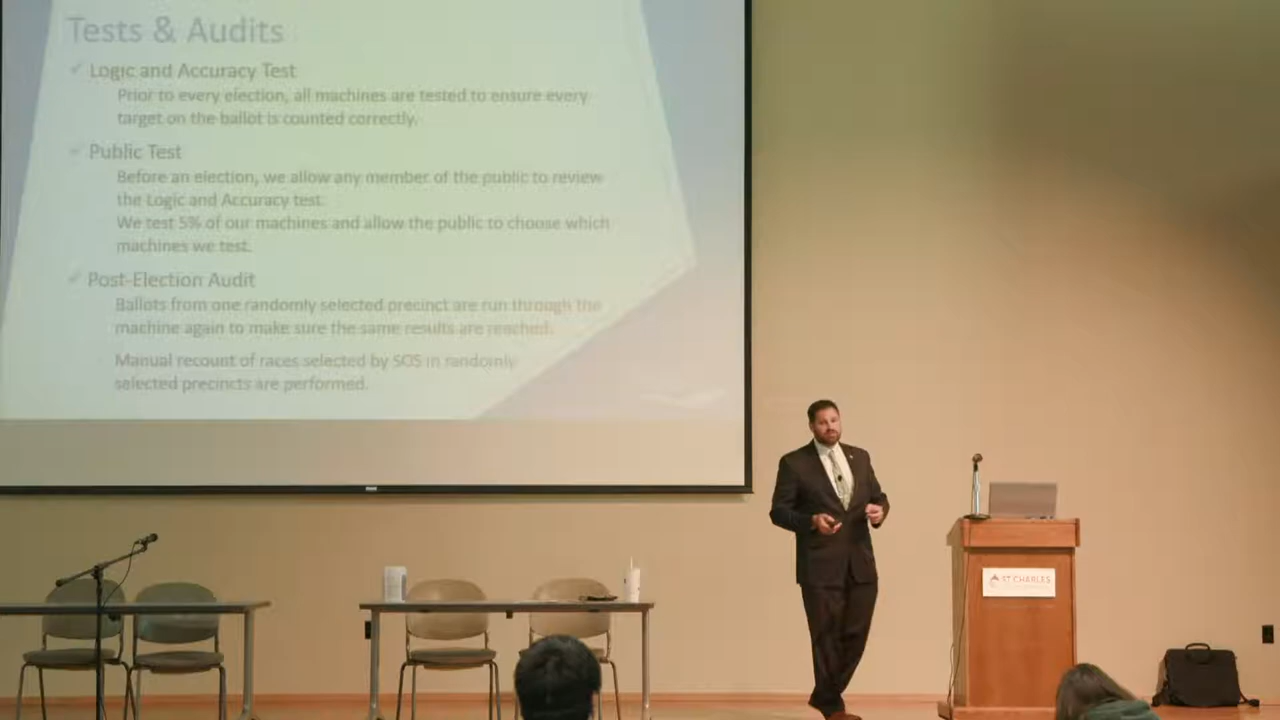 Tests & Audits
✓ Logic and Accuracy Test
Prior to every election, all machines are tested to ensure every
target on the ballot is counted correctly.
✓ Public Test
Before an election, we allow any member of the public to review
the Logic and Accuracy test.
We test 5% of our machines and allow the public to choose which
machines we test.
✓ Post-Election Audit
Ballots from one randomly selected precinct are run through the
machine again to make sure the same results are reached.
Manual recount of races selected by SOS in randomly
selected precincts are performed.
ST CHARLES